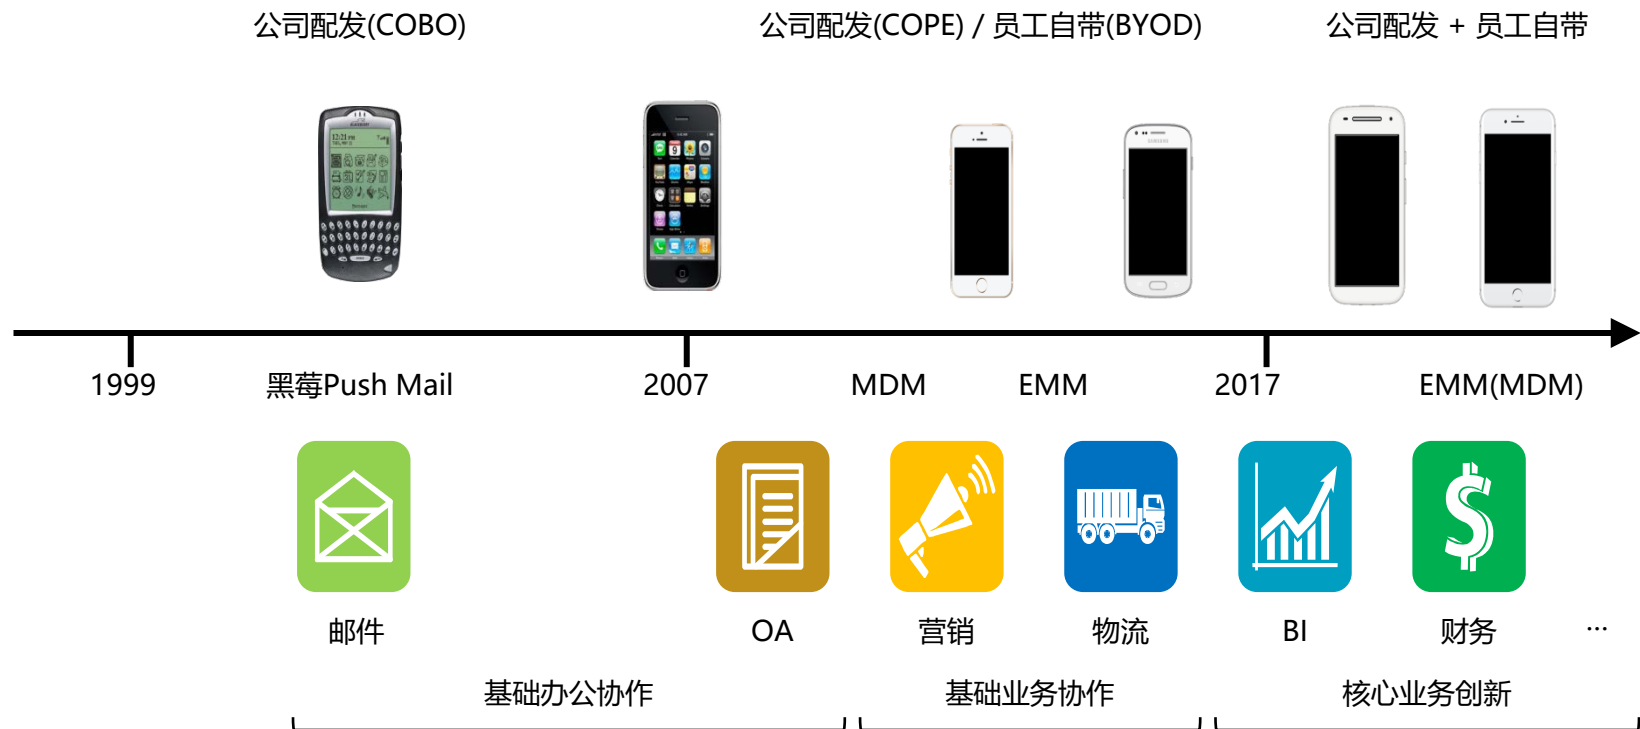 公司配发(COBO)
公司配发(COPE) / 员工自带(BYOD)
公司配发 + 员工自带
12:21
SAMSUNG
1999
黑莓Push Mail
2007
MDM
EMM
2017
EMM(MDM)
邮件
OA
营销
物流
BI
财务
...
基础办公协作
基础业务协作
核心业务创新